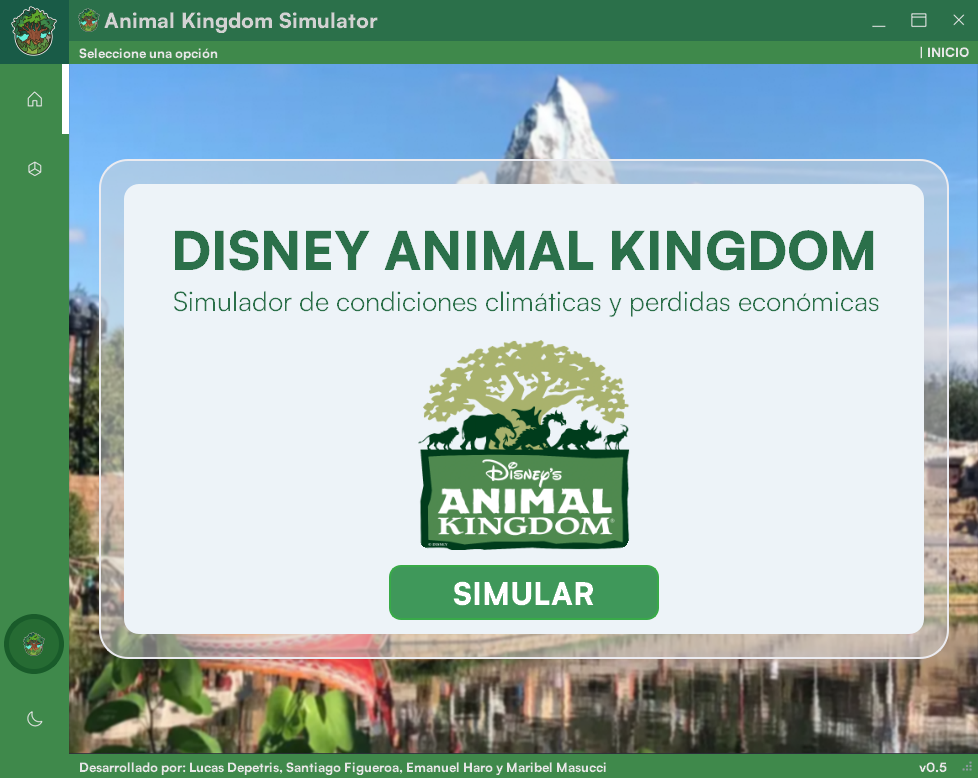 Animal Kingdom Simulator
Seleccione una opción
| INICIO
DISNEY ANIMAL KINGDOM
Simulador de condiciones climáticas y perdidas económicas
Disney's
ANIMAL
KINGDOM
© DISNEY
SIMULAR
Desarrollado por: Lucas Depetris, Santiago Figueroa, Emanuel Haro y Maribel Masucci
v0.5